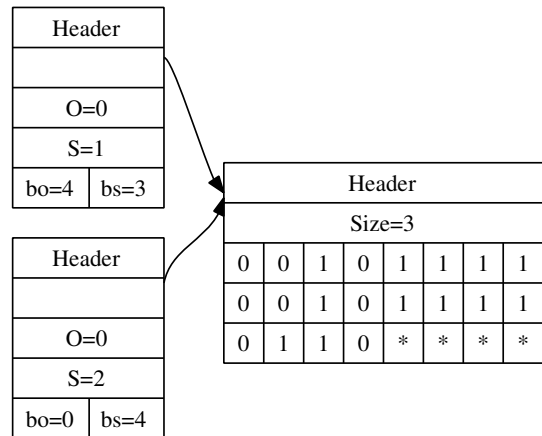 Header
O=0
S=1
bo=4 bs=3
Header
O=0
S=2
bo=0 bs=4
Header
Size=3
0 0 1 0 1 1 1 1
0 0 1 0 1 1 1 1
0 1 1 0 * * * *